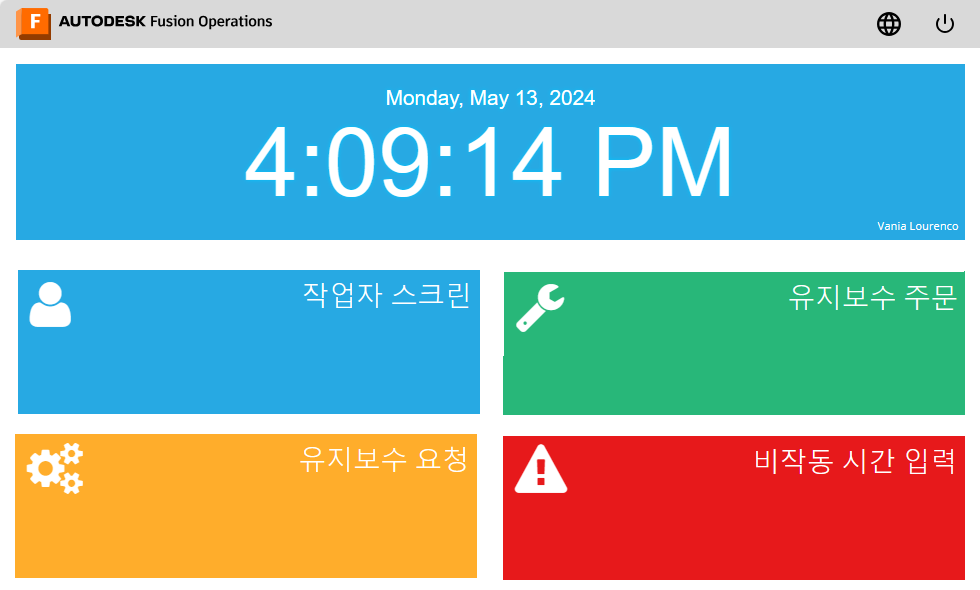 F AUTODESK Fusion Operations
Monday, May 13, 2024
4:09:14 PM
Vania Lourenco
작업자 스크린
유지보수 주문
유지보수 요청
비작동 시간 입력